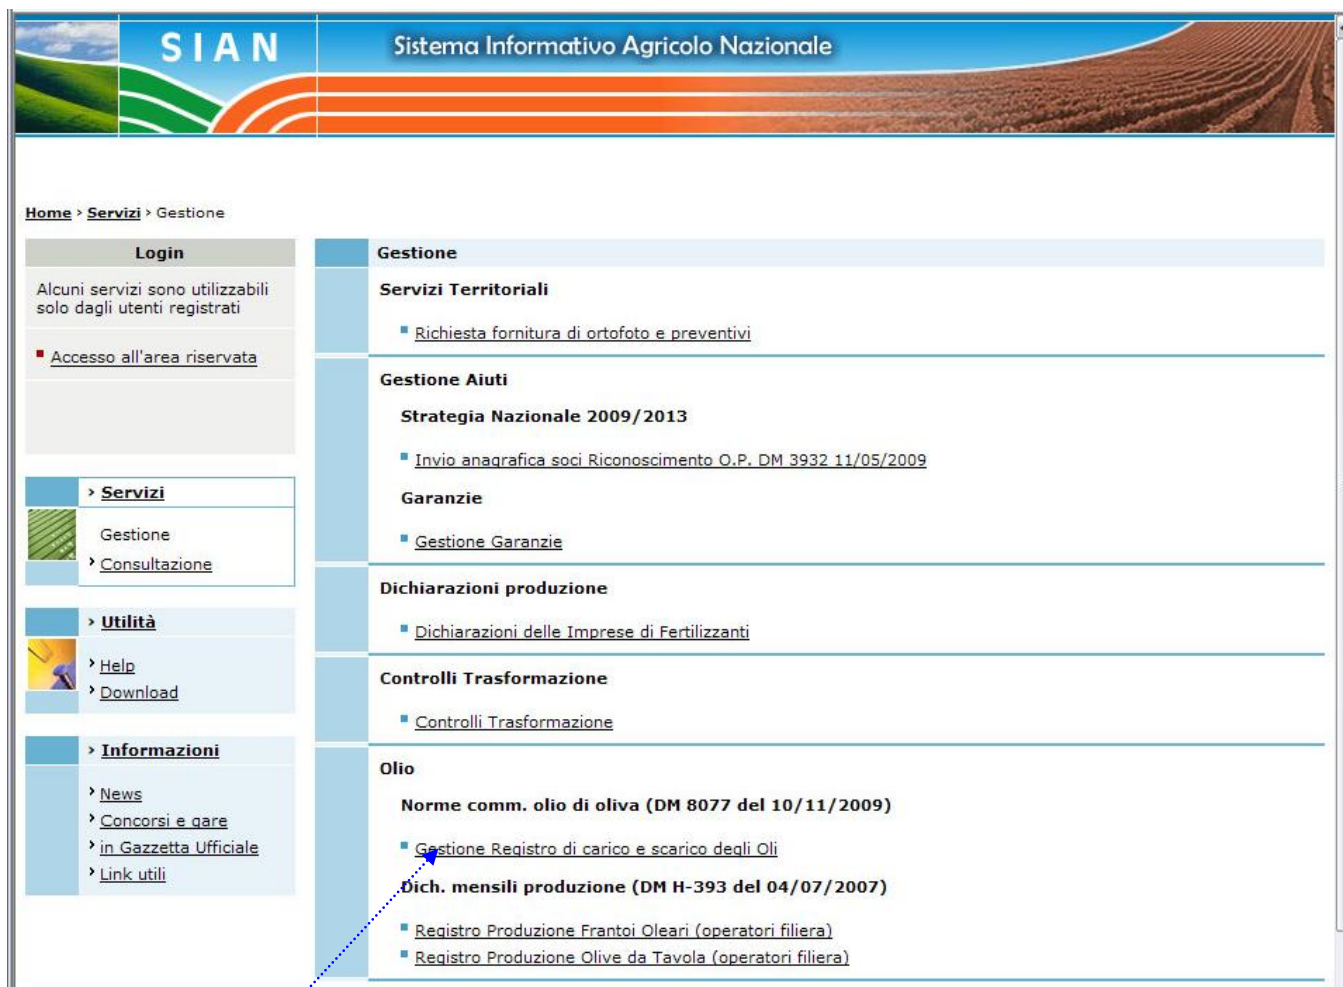 SIAN
Sistema Informativo Agricolo Nazionale
Home › Servizi › Gestione
Login
Alcuni servizi sono utilizzabili
solo dagli utenti registrati
Accesso all'area riservata
› Servizi
Gestione
› Consultazione
› Utilità
› Help
› Download
› Informazioni
› News
› Concorsi e gare
› in Gazzetta Ufficiale
› Link utili
Gestione
Servizi Territoriali
Richiesta fornitura di ortofoto e preventivi
Gestione Aiuti
Strategia Nazionale 2009/2013
Invio anagrafica soci Riconoscimento O.P. DM 3932 11/05/2009
Garanzie
Gestione Garanzie
Dichiarazioni produzione
Dichiarazioni delle Imprese di Fertilizzanti
Controlli Trasformazione
Controlli Trasformazione
Olio
Norme comm. olio di oliva (DM 8077 del 10/11/2009)
Gestione Registro di carico e scarico degli Oli
Dich. mensili produzione (DM H-393 del 04/07/2007)
Registro Produzione Frantoi Oleari (operatori filiera)
Registro Produzione Olive da Tavola (operatori filiera)